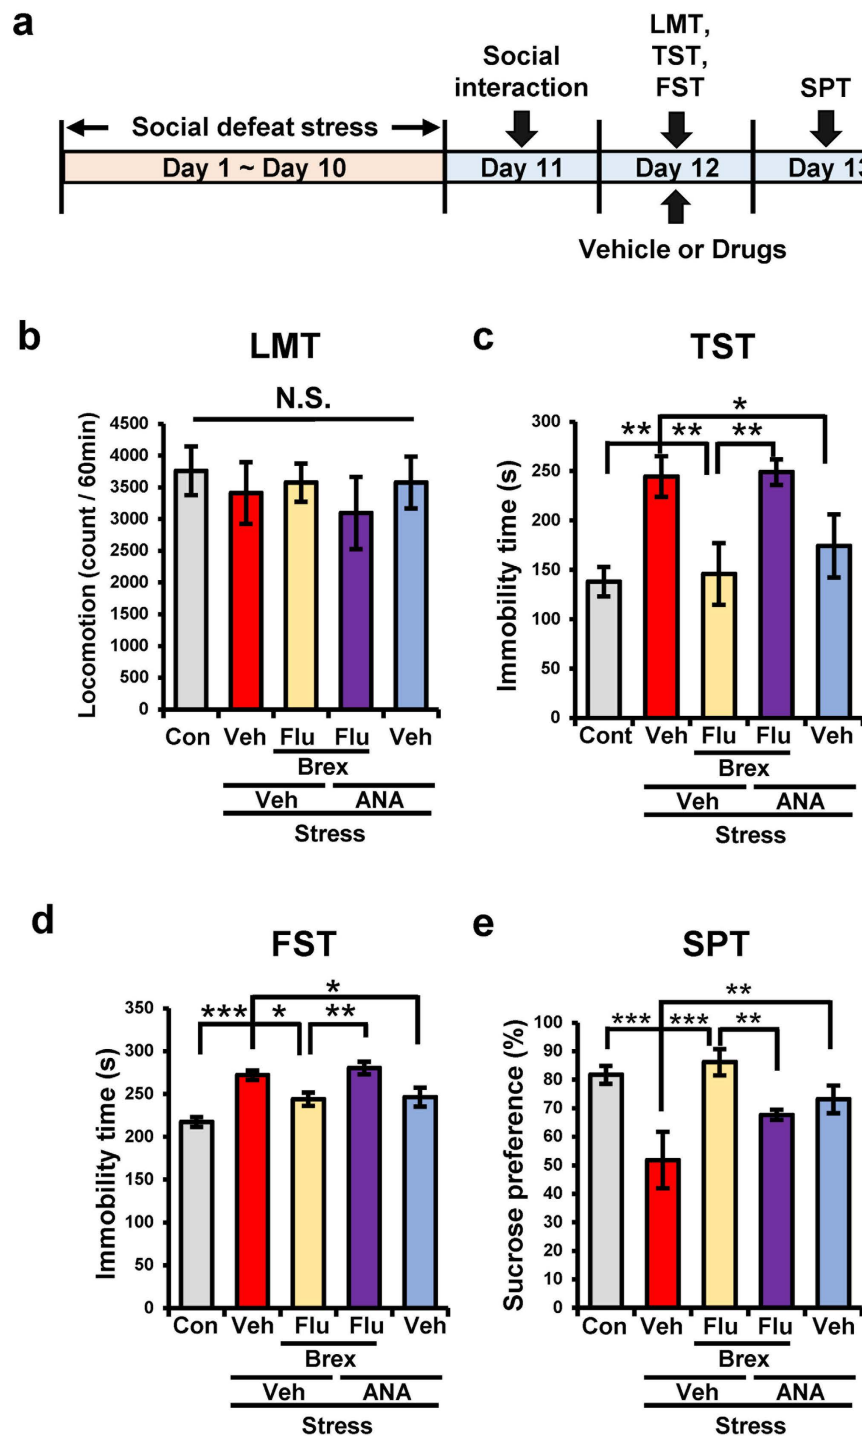 a
LMT,
TST,
FST
Social
interaction
SPT
Social defeat stress
Day 1 ~ Day 10
Day 11
Day 12
Day 13
Vehicle or Drugs
b
LMT
N.S.
Locomotion (count / 60min)
4500
4000
3500
3000
2500
2000
1500
1000
500
0
Con Veh Flu Flu Veh
Brex
Veh ANA
Stress
c
TST
*
** ** **
Immobility time (s)
300
250
200
150
100
50
0
Cont Veh Flu Flu Veh
Brex
Veh ANA
Stress
d
FST
*
*** * **
Immobility time (s)
350
300
250
200
150
100
50
0
Con Veh Flu Flu Veh
Brex
Veh ANA
Stress
e
SPT
**
*** *** **
Sucrose preference (%)
100
90
80
70
60
50
40
30
20
10
0
Con Veh Flu Flu Veh
Brex
Veh ANA
Stress